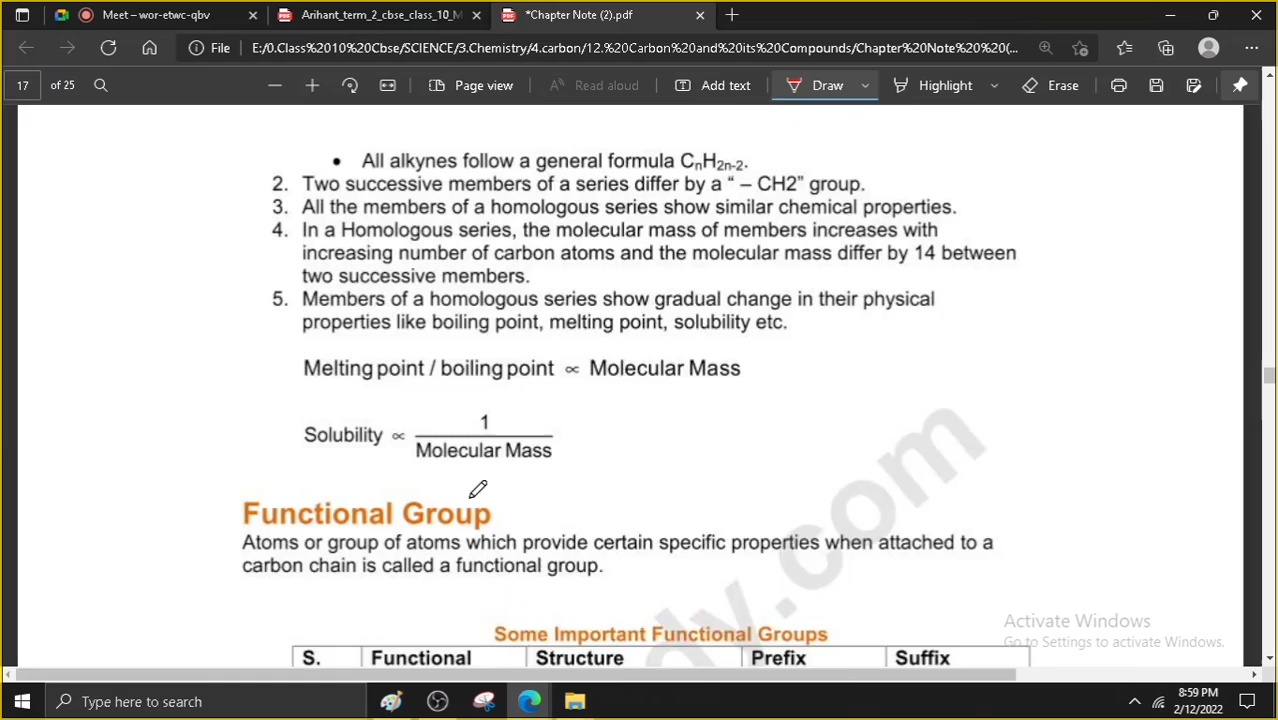 Meet – wor-etwc-qbv
Arihant_term_2_cbse_class_10_M
*Chapter Note (2).pdf
File
E:/0.Class%2010%20Cbse/SCIENCE/3.Chemistry/4.carbon/12.%20Carbon%20and%20its%20Compounds/Chapter%20Note%20%20(...
17 of 25
Page view
Read aloud
Add text
Draw
Highlight
Erase
• All alkynes follow a general formula CnH2n-2.
2. Two successive members of a series differ by a “ – CH2” group.
3. All the members of a homologous series show similar chemical properties.
4. In a Homologous series, the molecular mass of members increases with
increasing number of carbon atoms and the molecular mass differ by 14 between
two successive members.
5. Members of a homologous series show gradual change in their physical
properties like boiling point, melting point, solubility etc.
Melting point / boiling point ∝ Molecular Mass
Solubility ∝ 1
Molecular Mass
Functional Group
Atoms or group of atoms which provide certain specific properties when attached to a
carbon chain is called a functional group.
dy.com
Some Important Functional Groups
S. Functional Structure Prefix Suffix
Activate Windows
Go to Settings to activate Windows.
Type here to search
8:59 PM
2/12/2022